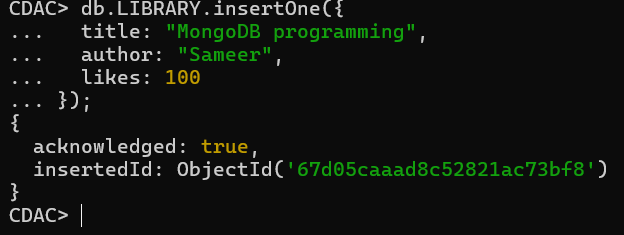 CDAC> db.LIBRARY.insertOne({
...   title: "MongoDB programming",
...   author: "Sameer",
...   likes: 100
... });
{
  acknowledged: true,
  insertedId: ObjectId('67d05caaad8c52821ac73bf8')
}
CDAC>